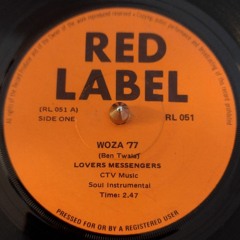 RED
LABEL
(RL 051 A)
SIDE ONE
RL 051
WOZA '77
(Ben Twala)
LOVERS MESSENGERS
CTV Music
Soul Instrumental
Time: 2.47
PRESSED FOR OR BY A REGISTERED USER